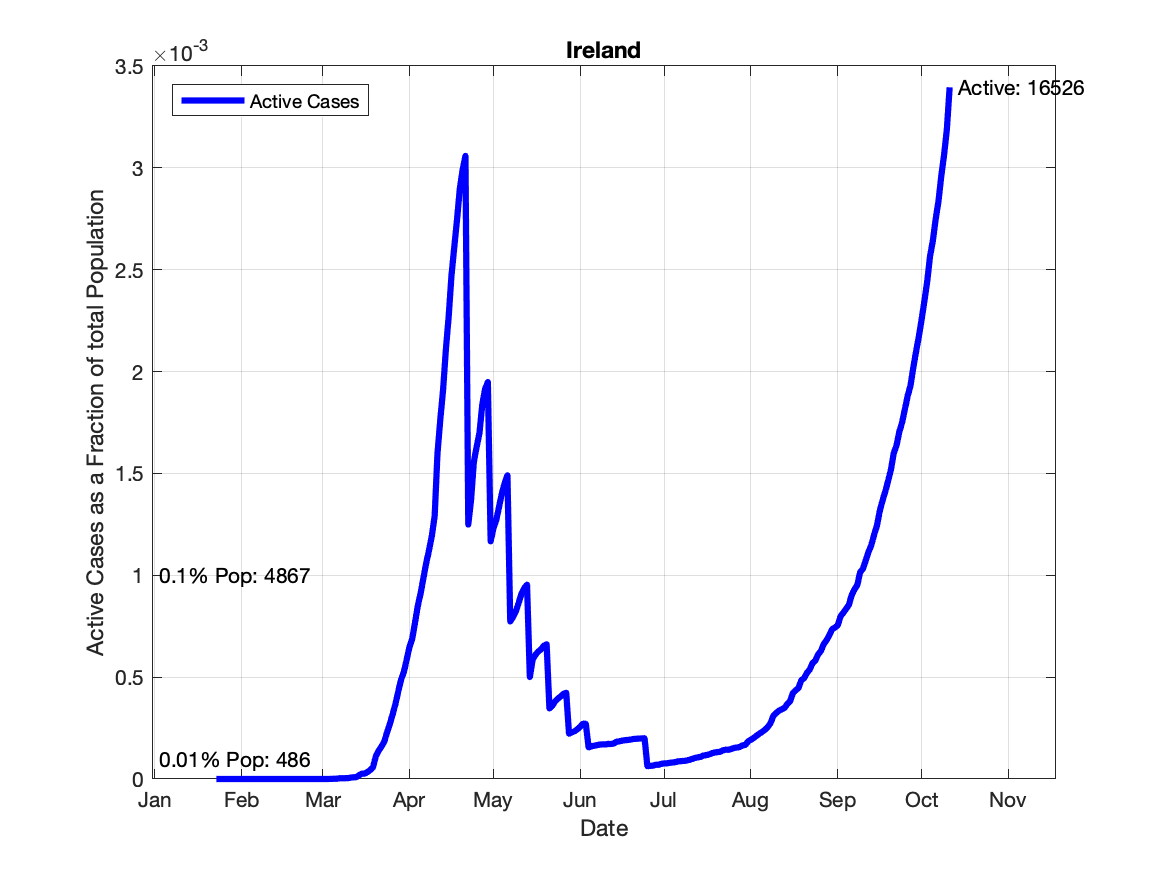 Ireland
×10-3
3.5
3
2.5
2
1.5
1
0.5
0
Active Cases as a Fraction of total Population
Active Cases
Active: 16526
0.1% Pop: 4867
0.01% Pop: 486
Jan Feb Mar Apr May Jun Jul Aug Sep Oct Nov
Date